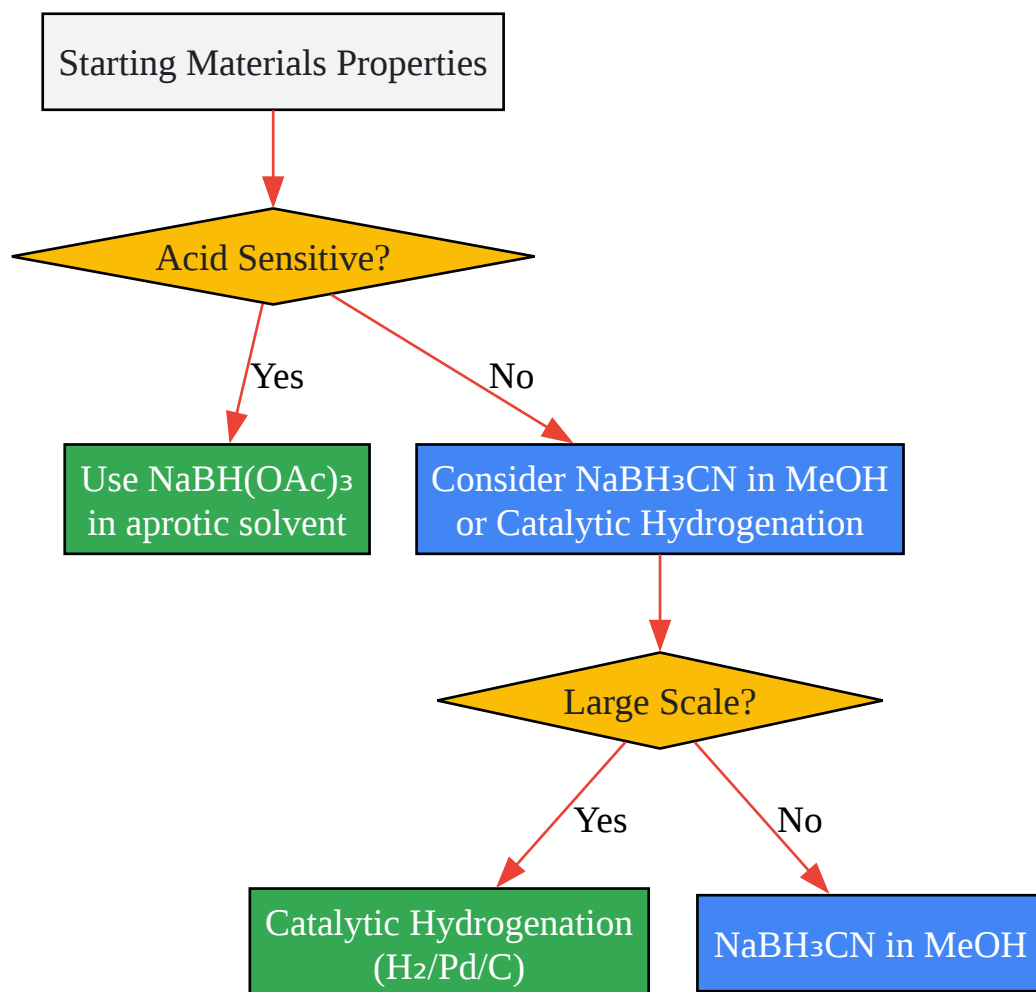 Starting Materials Properties
Acid Sensitive?
Yes
No
Use NaBH(OAc)₃
in aprotic solvent
Consider NaBH₃CN in MeOH
or Catalytic Hydrogenation
Large Scale?
Yes
No
Catalytic Hydrogenation
(H₂/Pd/C)
NaBH₃CN in MeOH